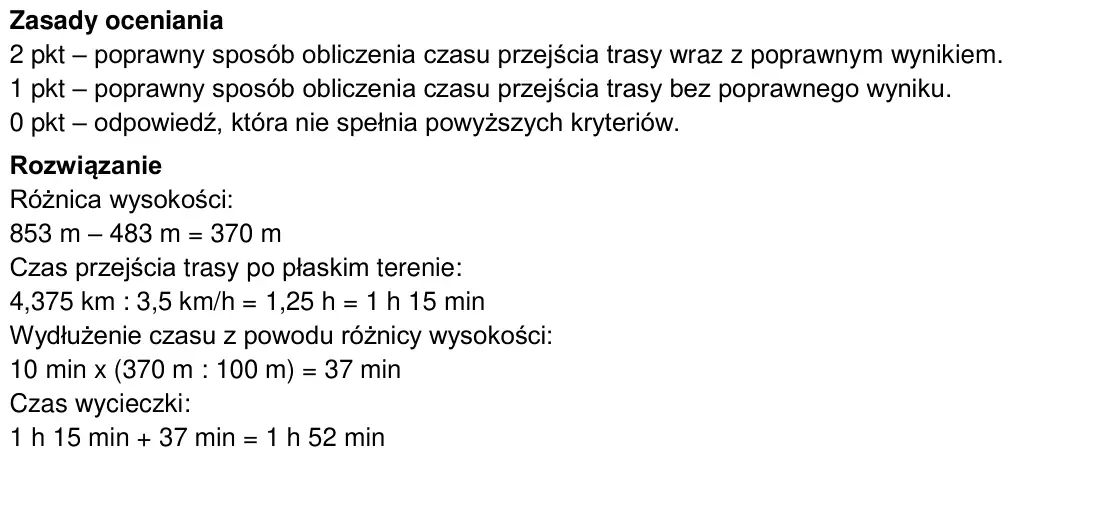 Zasady oceniania
2 pkt – poprawny sposób obliczenia czasu przejścia trasy wraz z poprawnym wynikiem.
1 pkt – poprawny sposób obliczenia czasu przejścia trasy bez poprawnego wyniku.
0 pkt – odpowiedź, która nie spełnia powyższych kryteriów.
Rozwiązanie
Różnica wysokości:
853 m – 483 m = 370 m
Czas przejścia trasy po płaskim terenie:
4,375 km : 3,5 km/h = 1,25 h = 1 h 15 min
Wydłużenie czasu z powodu różnicy wysokości:
10 min x (370 m : 100 m) = 37 min
Czas wycieczki:
1 h 15 min + 37 min = 1 h 52 min